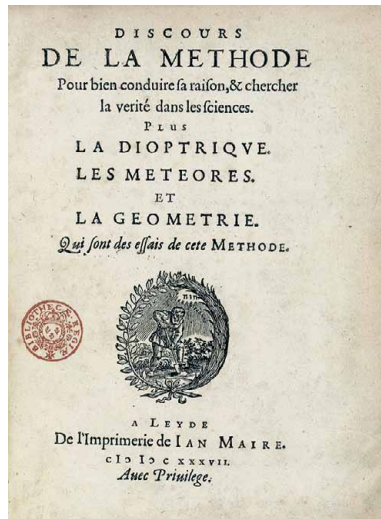 DISCOURS
DE LA METHODE
Pour bien conduire sa raison, & chercher
la verité dans les sciences.
PLUS
LA DIOPTRIQVE.
LES METEORES.
ET
LA GEOMETRIE.
Qui sont des essais de cete METHODE.
A LEYDE
De l'Imprimerie de IAN MAIRE.
cIↄ Iↄ c xxxvii.
Auec Priuilege.